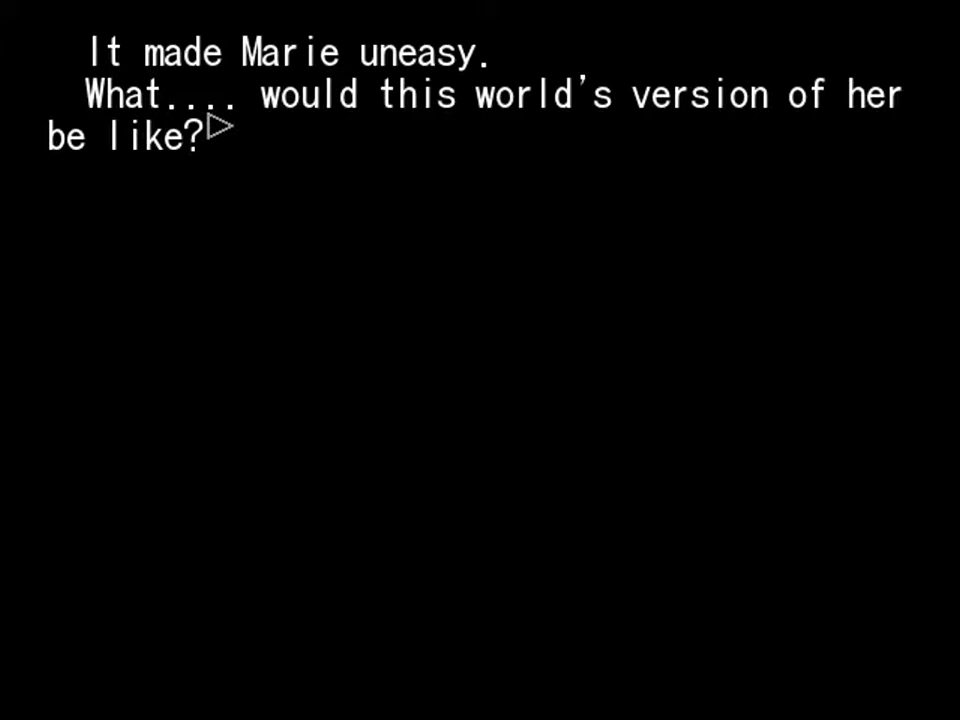 It made Marie uneasy.
What.... would this world's version of her
be like?